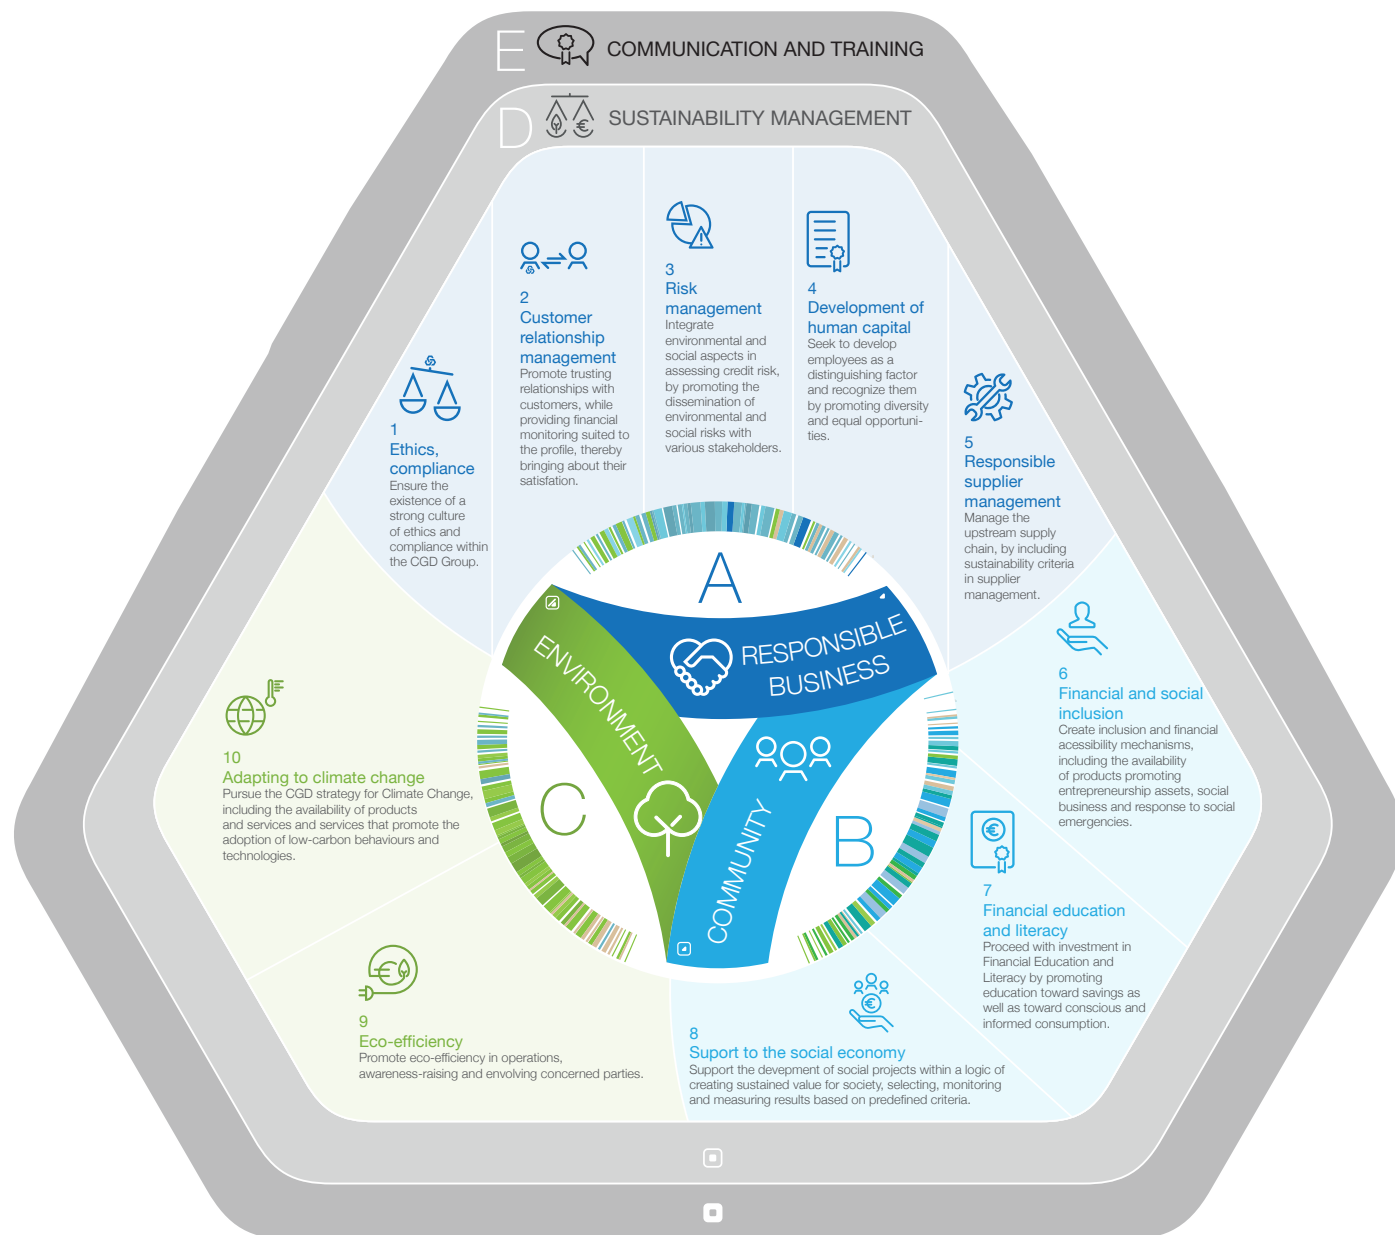 E
COMMUNICATION AND TRAINING
D
SUSTAINABILITY MANAGEMENT
1
Ethics,
compliance
Ensure the
existence of a
strong culture
of ethics and
compliance within
the CGD Group.
2
Customer
relationship
management
Promote trusting
relationships with
customers, while
providing financial
monitoring suited to
the profile, thereby
bringing about their
satisfation.
3
Risk
management
Integrate
environmental and
social aspects in
assessing credit risk,
by promoting the
dissemination of
environmental and
social risks with
various stakeholders.
4
Development of
human capital
Seek to develop
employees as a
distinguishing factor
and recognize them
by promoting diversity
and equal opportuni-
ties.
5
Responsible
supplier
management
Manage the
upstream supply
chain, by including
sustainability criteria
in supplier
management.
A
RESPONSIBLE
BUSINESS
ENVIRONMENT
COMMUNITY
C
B
6
Financial and social
inclusion
Create inclusion and financial
acessibility mechanisms,
including the availability
of products promoting
entrepreneurship assets, social
business and response to social
emergencies.
7
Financial education
and literacy
Proceed with investment in
Financial Education and
Literacy by promoting
education toward savings as
well as toward conscious and
informed consumption.
8
Suport to the social economy
Support the devepment of social projects within a logic of
creating sustained value for society, selecting, monitoring
and measuring results based on predefined criteria.
9
Eco-efficiency
Promote eco-efficiency in operations,
awareness-raising and envolving concerned parties.
10
Adapting to climate change
Pursue the CGD strategy for Climate Change,
including the availability of products
and services and services that promote the
adoption of low-carbon behaviours and
technologies.